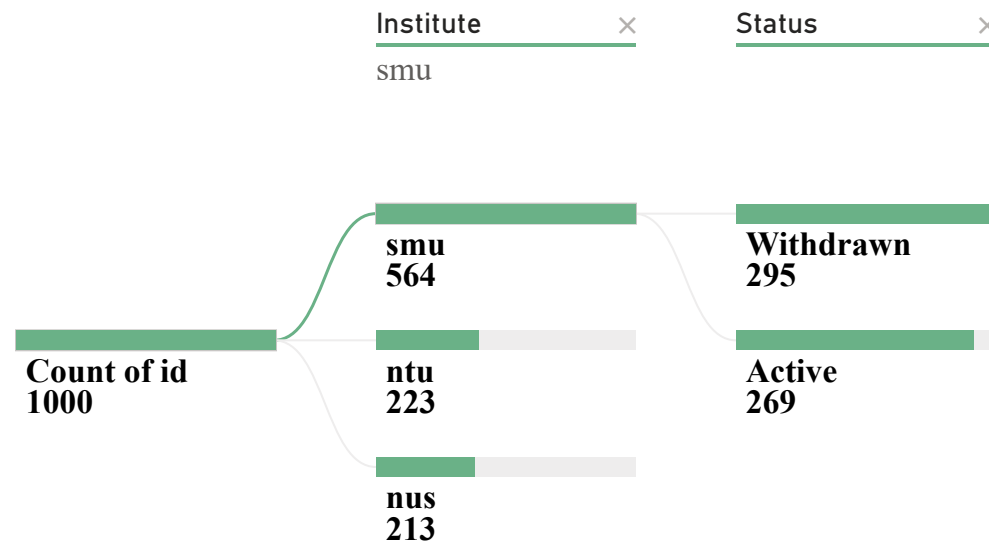 Institute
Status
smu
smu
564
Withdrawn
295
Count of id
1000
ntu
223
Active
269
nus
213